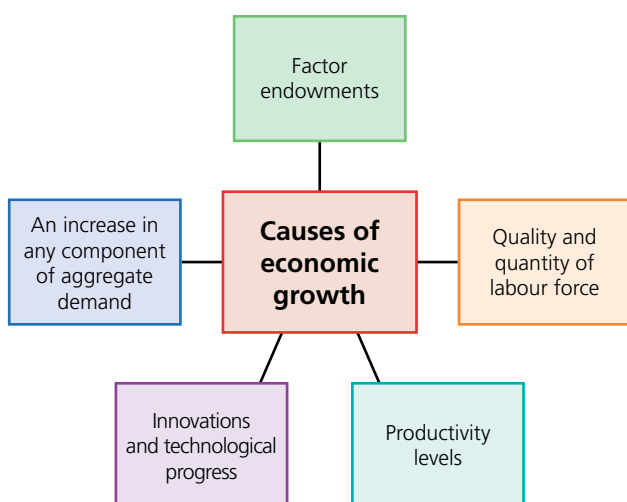 Factor
endowments
An increase in
any component
of aggregate
demand
Causes of
economic
growth
Quality and
quantity of
labour force
Innovations
and technological
progress
Productivity
levels